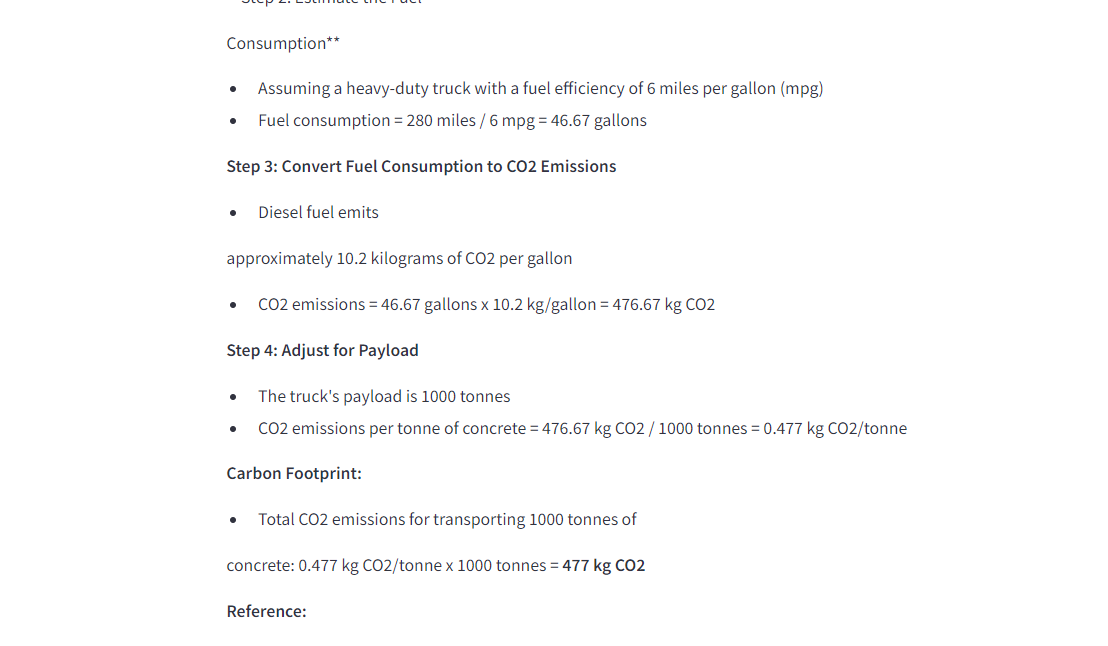 Step 2: Estimate the Fuel
Consumption**
• Assuming a heavy-duty truck with a fuel efficiency of 6 miles per gallon (mpg)
• Fuel consumption = 280 miles / 6 mpg = 46.67 gallons
Step 3: Convert Fuel Consumption to CO2 Emissions
• Diesel fuel emits
approximately 10.2 kilograms of CO2 per gallon
• CO2 emissions = 46.67 gallons x 10.2 kg/gallon = 476.67 kg CO2
Step 4: Adjust for Payload
• The truck's payload is 1000 tonnes
• CO2 emissions per tonne of concrete = 476.67 kg CO2 / 1000 tonnes = 0.477 kg CO2/tonne
Carbon Footprint:
• Total CO2 emissions for transporting 1000 tonnes of
concrete: 0.477 kg CO2/tonne x 1000 tonnes = 477 kg CO2
Reference: